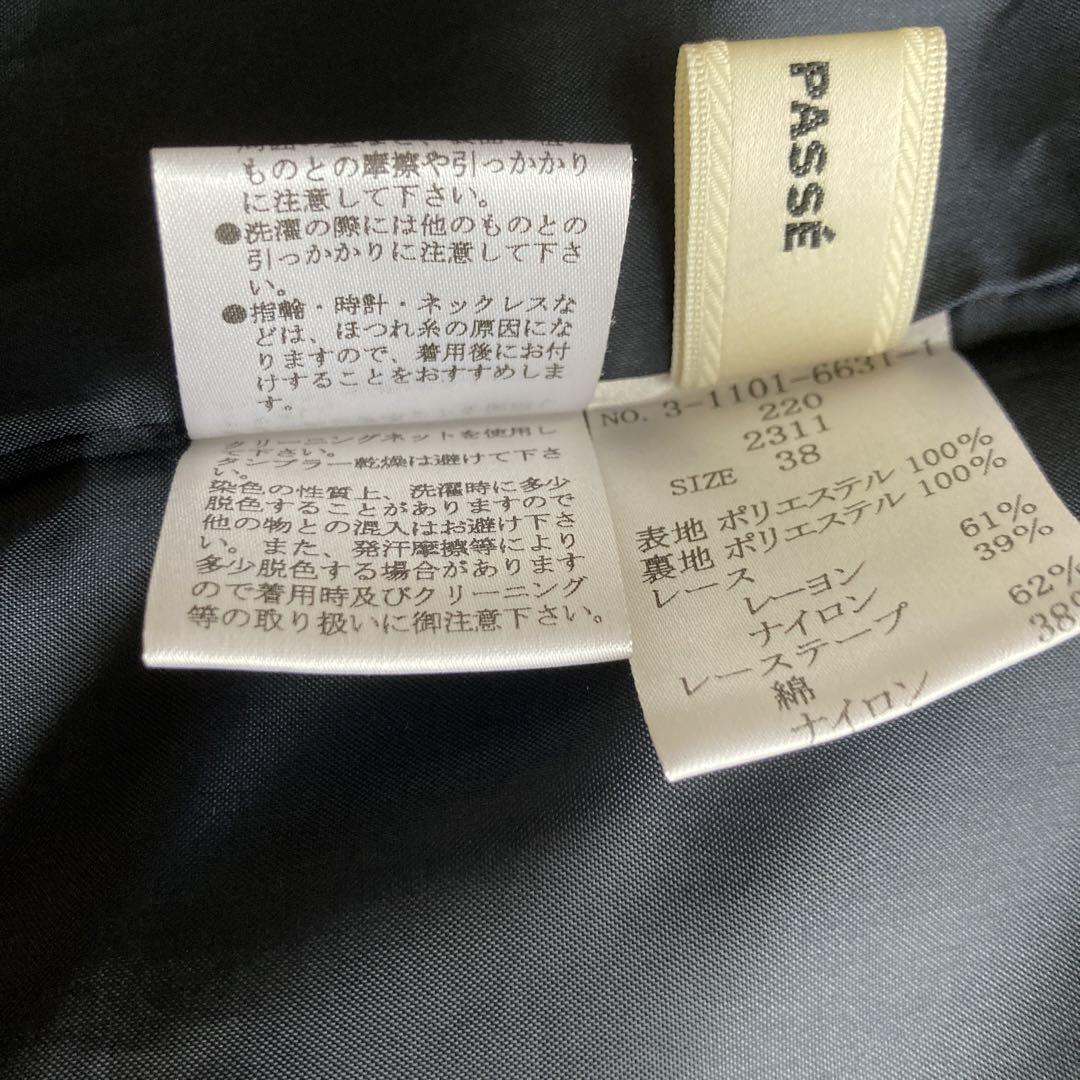 ものとの摩擦や引っかかり
に注意して下さい。
●洗濯の際には他のものとの
引っかかりに注意して下さ
い。
●指輪・時計・ネックレスな
どは、ほつれ糸の原因にな
りますので、着用後にお付
けすることをおすすめしま
す。
クリーニングネットを使用し
て下さい。
タンブラー乾燥は避けて下さ
い。
染色の性質上、洗濯時に多少
脱色することがありますので
他の物との混入はお避け下さ
い。また、発汗摩擦等により
多少脱色する場合があります
ので着用時及びクリーニング
等の取り扱いに御注意下さい。
PASSÉ
NO. 3-1101-6631-1
220
2311
SIZE 38
表地 ポリエステル 100%
裏地 ポリエステル 100%
レース
レーヨン 61%
ナイロン 39%
レーステープ
綿 62%
ナイロン 38%